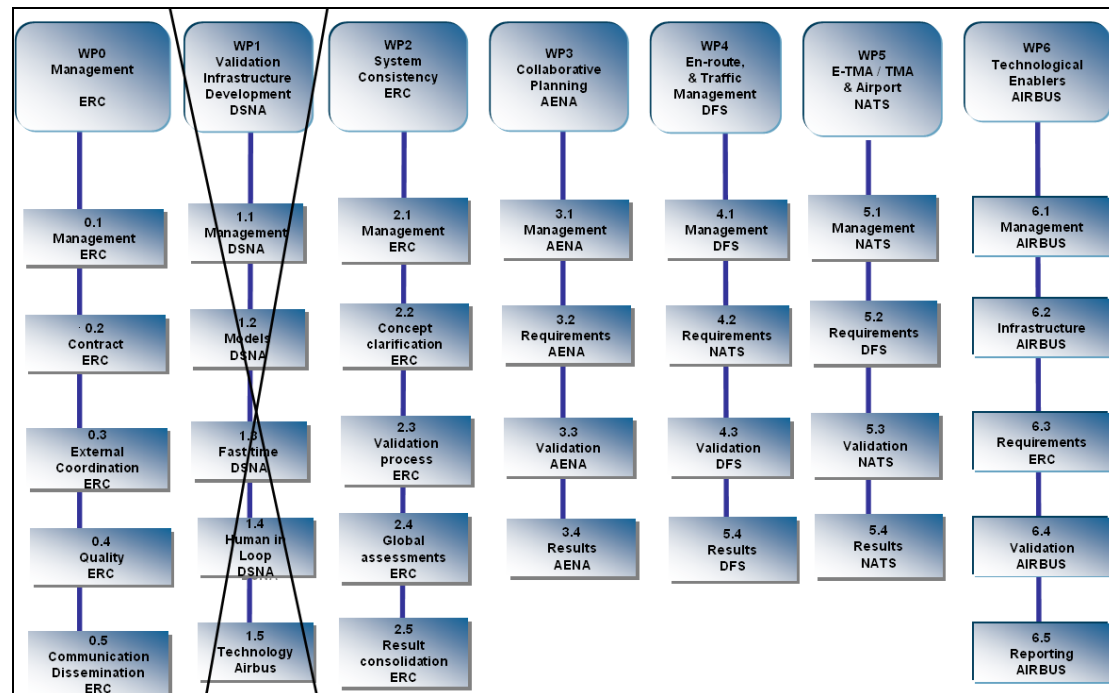 WP0
Management
ERC
WP1
Validation
Infrastructure
Development
DSNA
WP2
System
Consistency
ERC
WP3
Collaborative
Planning
AENA
WP4
En-route,
& Traffic
Management
DFS
WP5
E-TMA / TMA
& Airport
NATS
WP6
Technological
Enablers
AIRBUS
0.1
Management
ERC
0.2
Contract
ERC
0.3
External
Coordination
ERC
0.4
Quality
ERC
0.5
Communication
Dissemination
ERC
1.1
Management
DSNA
1.2
Models
DSNA
1.3
Fast time
DSNA
1.4
Human in
Loop
DSNA
1.5
Technology
Airbus
2.1
Management
ERC
2.2
Concept
clarification
ERC
2.3
Validation
process
ERC
2.4
Global
assessments
ERC
2.5
Result
consolidation
ERC
3.1
Management
AENA
3.2
Requirements
AENA
3.3
Validation
AENA
3.4
Results
AENA
4.1
Management
DFS
4.2
Requirements
NATS
4.3
Validation
DFS
5.4
Results
DFS
5.1
Management
NATS
5.2
Requirements
DFS
5.3
Validation
NATS
5.4
Results
NATS
6.1
Management
AIRBUS
6.2
Infrastructure
AIRBUS
6.3
Requirements
ERC
6.4
Validation
AIRBUS
6.5
Reporting
AIRBUS